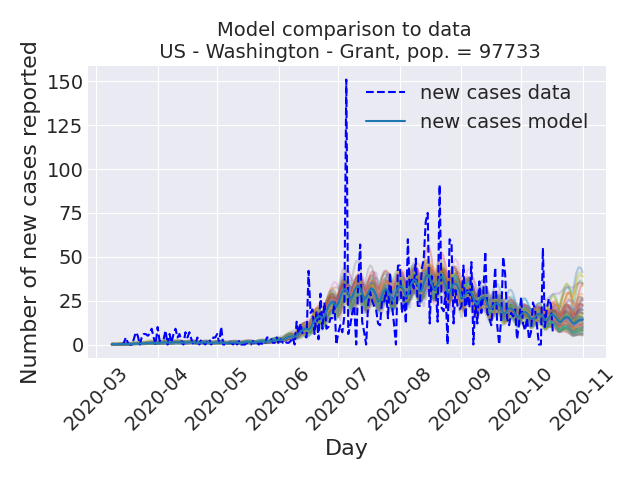 Model comparison to data
US - Washington - Grant, pop. = 97733
Number of new cases reported
150
125
100
75
50
25
0
new cases data
new cases model
2020-03
2020-04
2020-05
2020-06
2020-07
2020-08
2020-09
2020-10
2020-11
Day